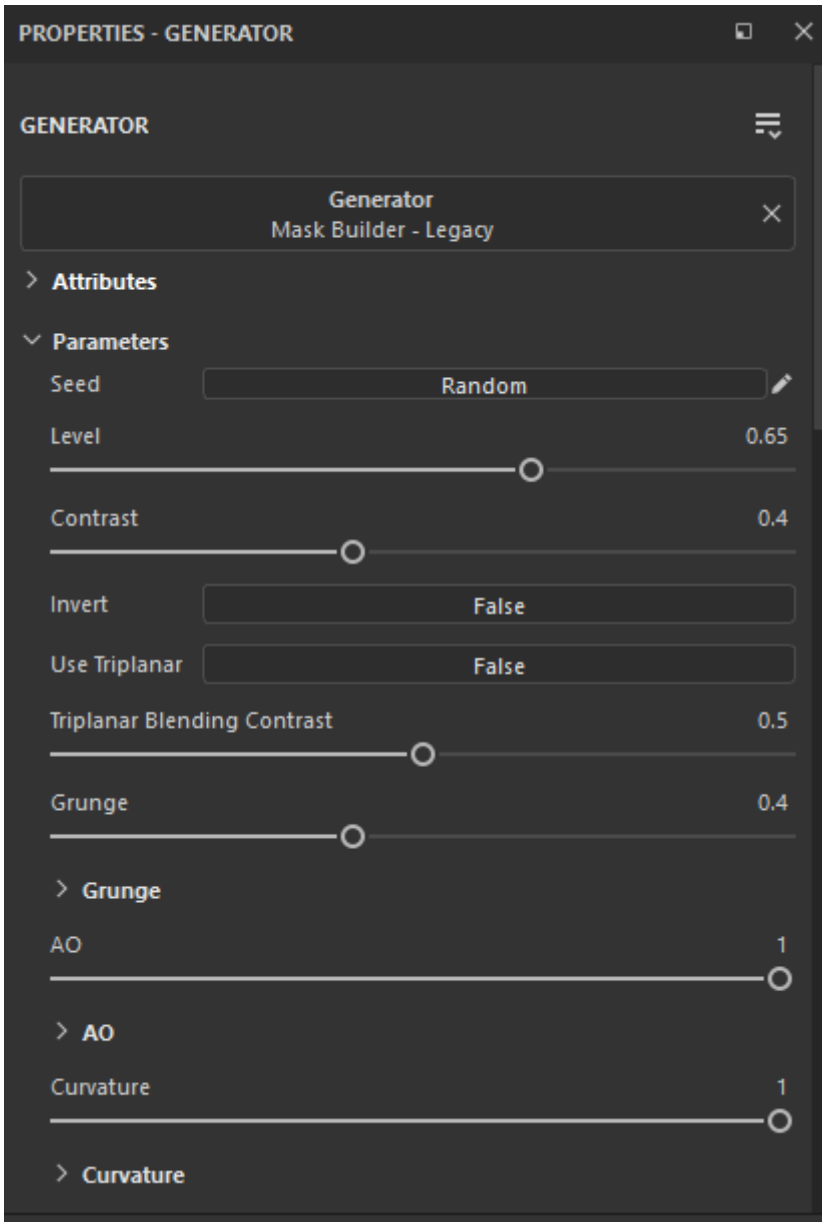 PROPERTIES - GENERATOR
GENERATOR
Generator
Mask Builder - Legacy
Attributes
Parameters
Seed Random
Level 0.65
Contrast 0.4
Invert False
Use Triplanar False
Triplanar Blending Contrast 0.5
Grunge 0.4
Grunge
AO 1
AO
Curvature 1
Curvature